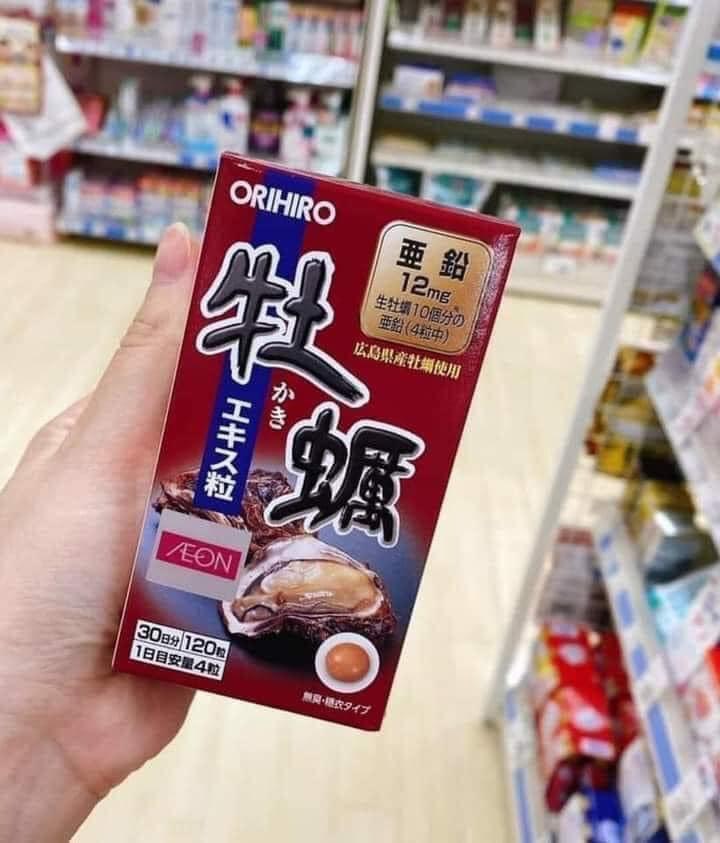 ORIHIRO
亜鉛
12mg
生牡蠣10個分の※
亜鉛(4粒中)
広島県産牡蠣使用
牡蠣
かき
エキス粒
ÆON
30日分 120粒
1日目安量4粒
無臭・糖衣タイプ